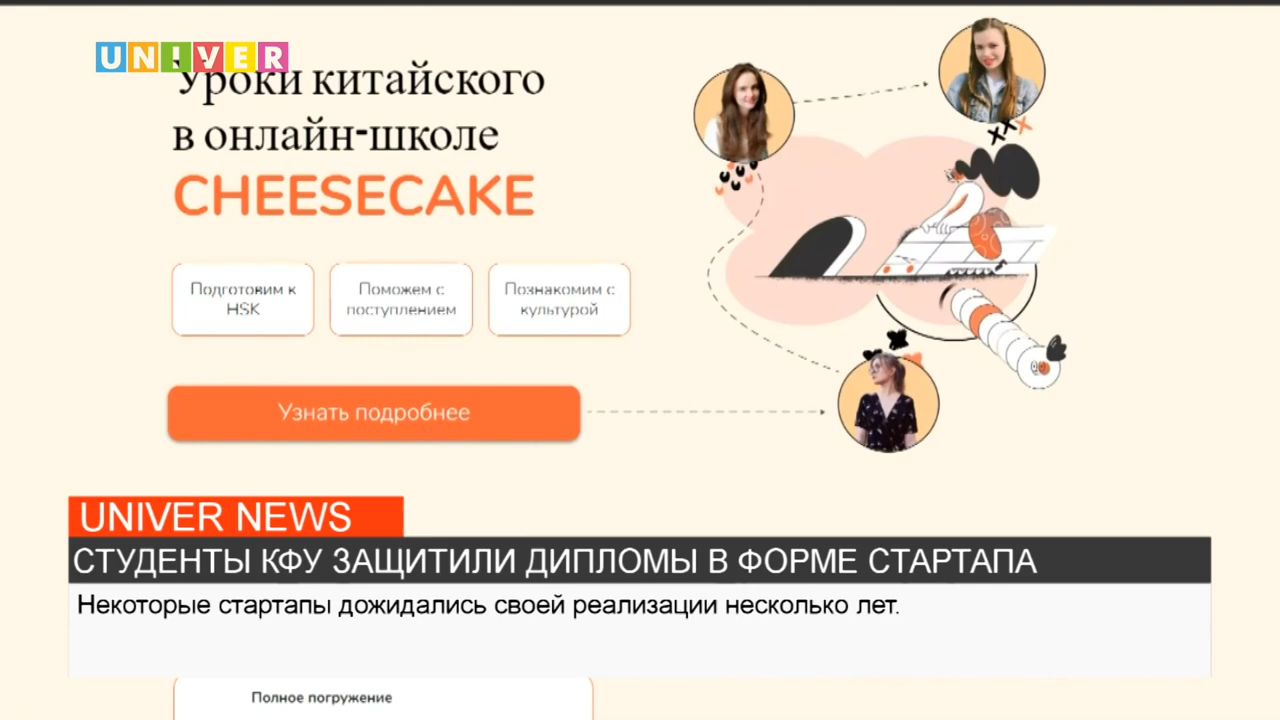 UNIVER
Уроки китайского
в онлайн-школе
CHEESECAKE
Подготовим к
HSK
Поможем с
поступлением
Познакомим с
культурой
Узнать подробнее
UNIVER NEWS
СТУДЕНТЫ КФУ ЗАЩИТИЛИ ДИПЛОМЫ В ФОРМЕ СТАРТАПА
Некоторые стартапы дожидались своей реализации несколько лет.
Полное погружение